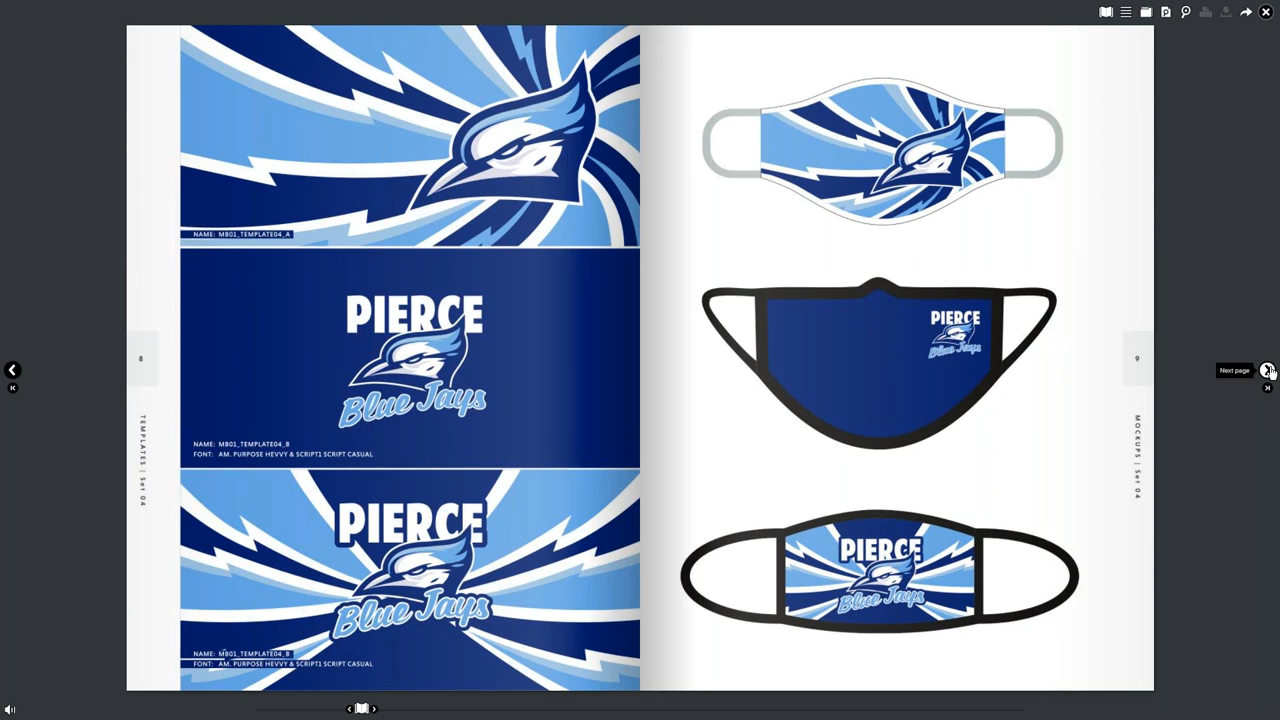 8
TEMPLATES | Set 04
NAME: MB01_TEMPLATE04_A
PIERCE
Blue Jays
NAME: MB01_TEMPLATE04_B
FONT: AM. PURPOSE HEVVY & SCRIPT1 SCRIPT CASUAL
PIERCE
Blue Jays
NAME: MB01_TEMPLATE04_B
FONT: AM. PURPOSE HEVVY & SCRIPT1 SCRIPT CASUAL
PIERCE
Blue Jays
PIERCE
Blue Jays
9
MOCKUPS | Set 04
Next page